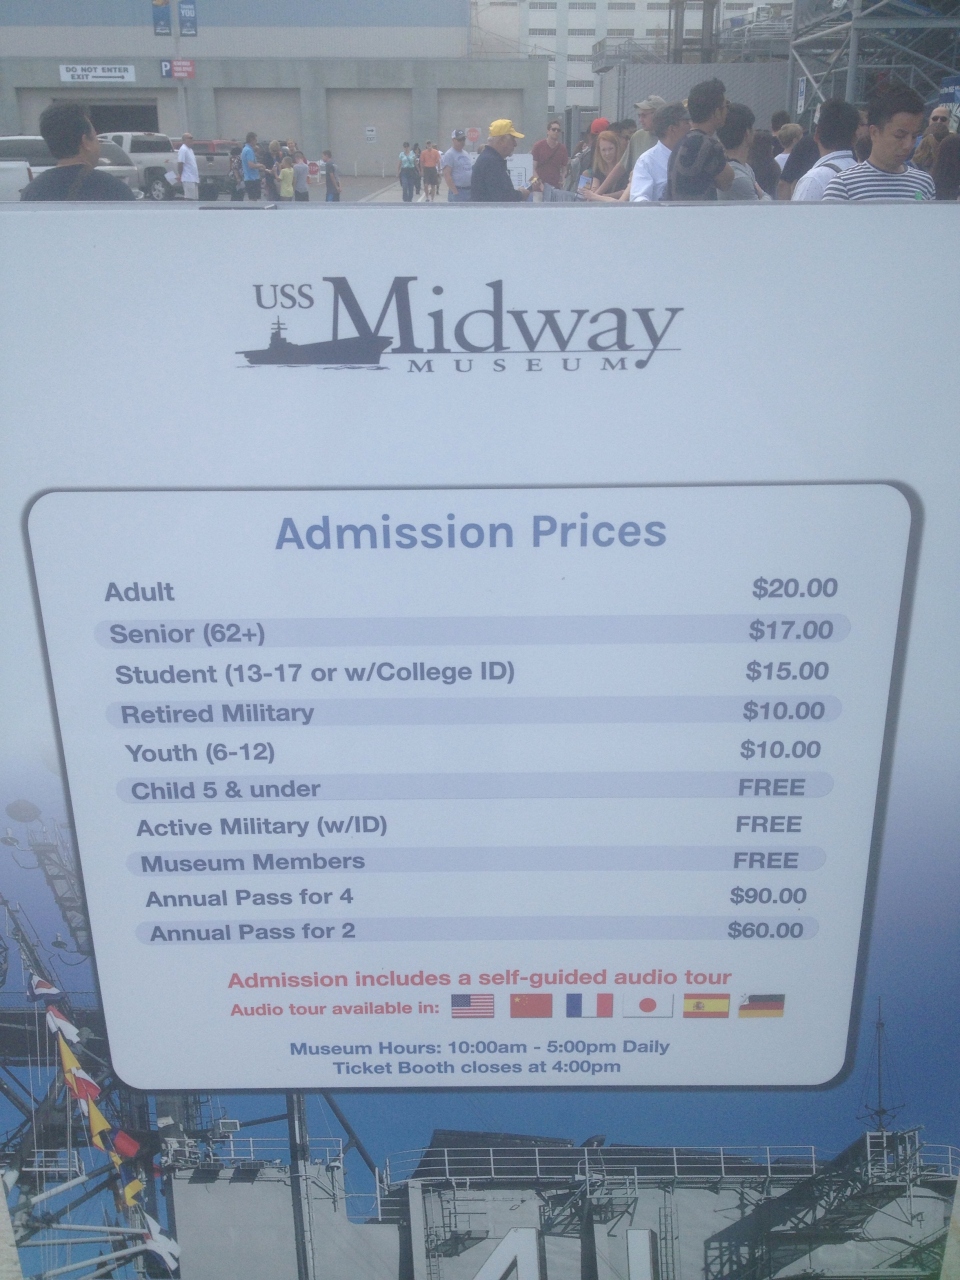 THANK YOU
DO NOT ENTER
EXIT
P
USS Midway
MUSEUM
Admission Prices
Adult $20.00
Senior (62+) $17.00
Student (13-17 or w/College ID) $15.00
Retired Military $10.00
Youth (6-12) $10.00
Child 5 & under FREE
Active Military (w/ID) FREE
Museum Members FREE
Annual Pass for 4 $90.00
Annual Pass for 2 $60.00
Admission includes a self-guided audio tour
Audio tour available in:
Museum Hours: 10:00am - 5:00pm Daily
Ticket Booth closes at 4:00pm